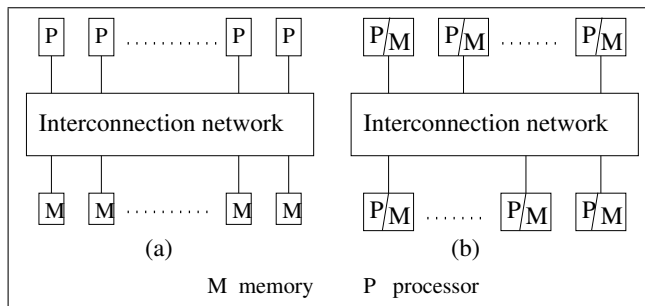 P P P P
Interconnection network
M M M M
(a)
P/M P/M P/M
Interconnection network
P/M P/M P/M
(b)
M memory P processor